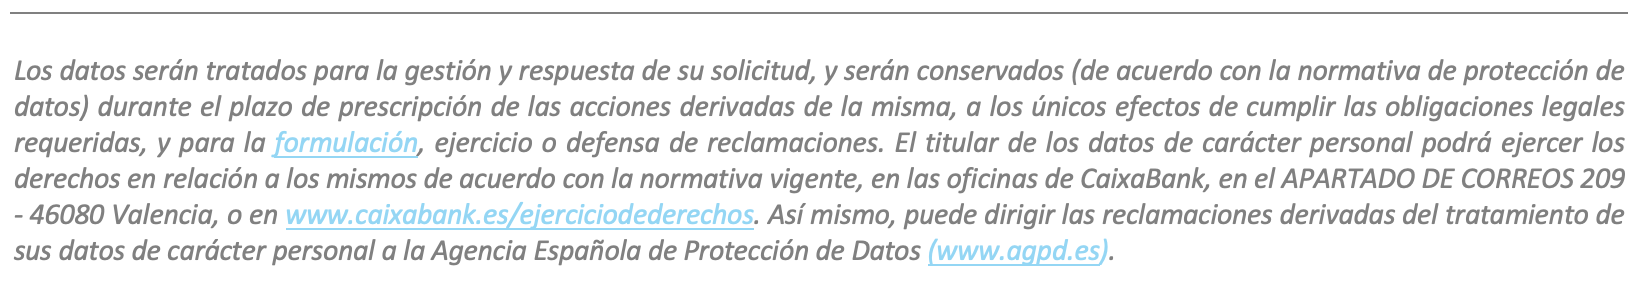 Los datos serán tratados para la gestión y respuesta de su solicitud, y serán conservados (de acuerdo con la normativa de protección de
datos) durante el plazo de prescripción de las acciones derivadas de la misma, a los únicos efectos de cumplir las obligaciones legales
requeridas, y para la formulación, ejercicio o defensa de reclamaciones. El titular de los datos de carácter personal podrá ejercer los
derechos en relación a los mismos de acuerdo con la normativa vigente, en las oficinas de CaixaBank, en el APARTADO DE CORREOS 209
- 46080 Valencia, o en www.caixabank.es/ejerciciodederechos. Así mismo, puede dirigir las reclamaciones derivadas del tratamiento de
sus datos de carácter personal a la Agencia Española de Protección de Datos (www.agpd.es).